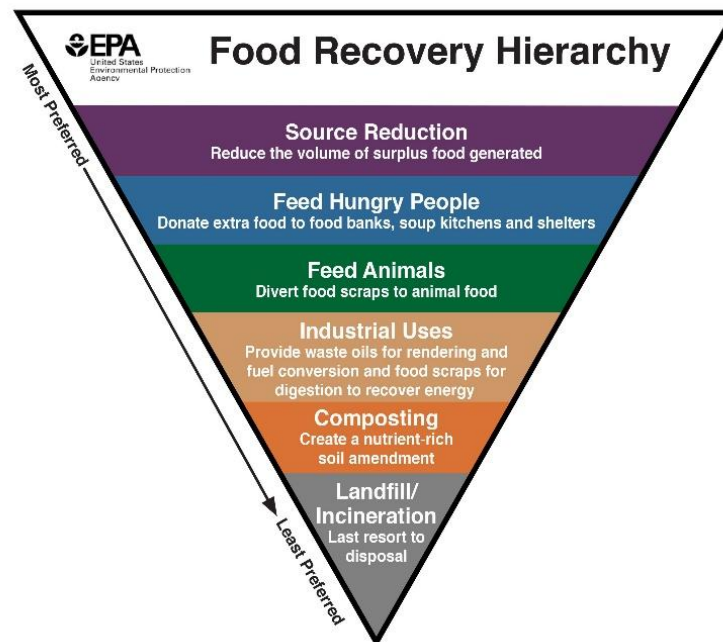 EPA
United States
Environmental Protection
Agency
Food Recovery Hierarchy
Most Preferred
Source Reduction
Reduce the volume of surplus food generated
Feed Hungry People
Donate extra food to food banks, soup kitchens and shelters
Feed Animals
Divert food scraps to animal food
Industrial Uses
Provide waste oils for rendering and
fuel conversion and food scraps for
digestion to recover energy
Composting
Create a nutrient-rich
soil amendment
Landfill/
Incineration
Last resort to
disposal
Least Preferred